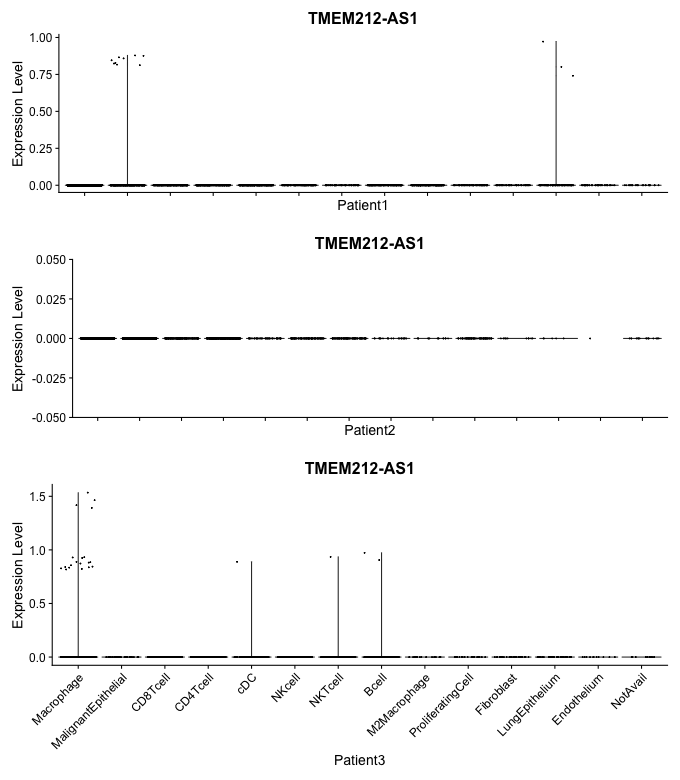 TMEM212-AS1
Expression Level
1.00
0.75
0.50
0.25
0.00
Patient1
TMEM212-AS1
Expression Level
0.050
0.025
0.000
-0.025
-0.050
Patient2
TMEM212-AS1
Expression Level
1.5
1.0
0.5
0.0
Macrophage
MalignantEpithelial
CD8Tcell
CD4Tcell
cDC
NKcell
NKTcell
Bcell
M2Macrophage
ProliferatingCell
Fibroblast
LungEpithelium
Endothelium
NotAvail
Patient3